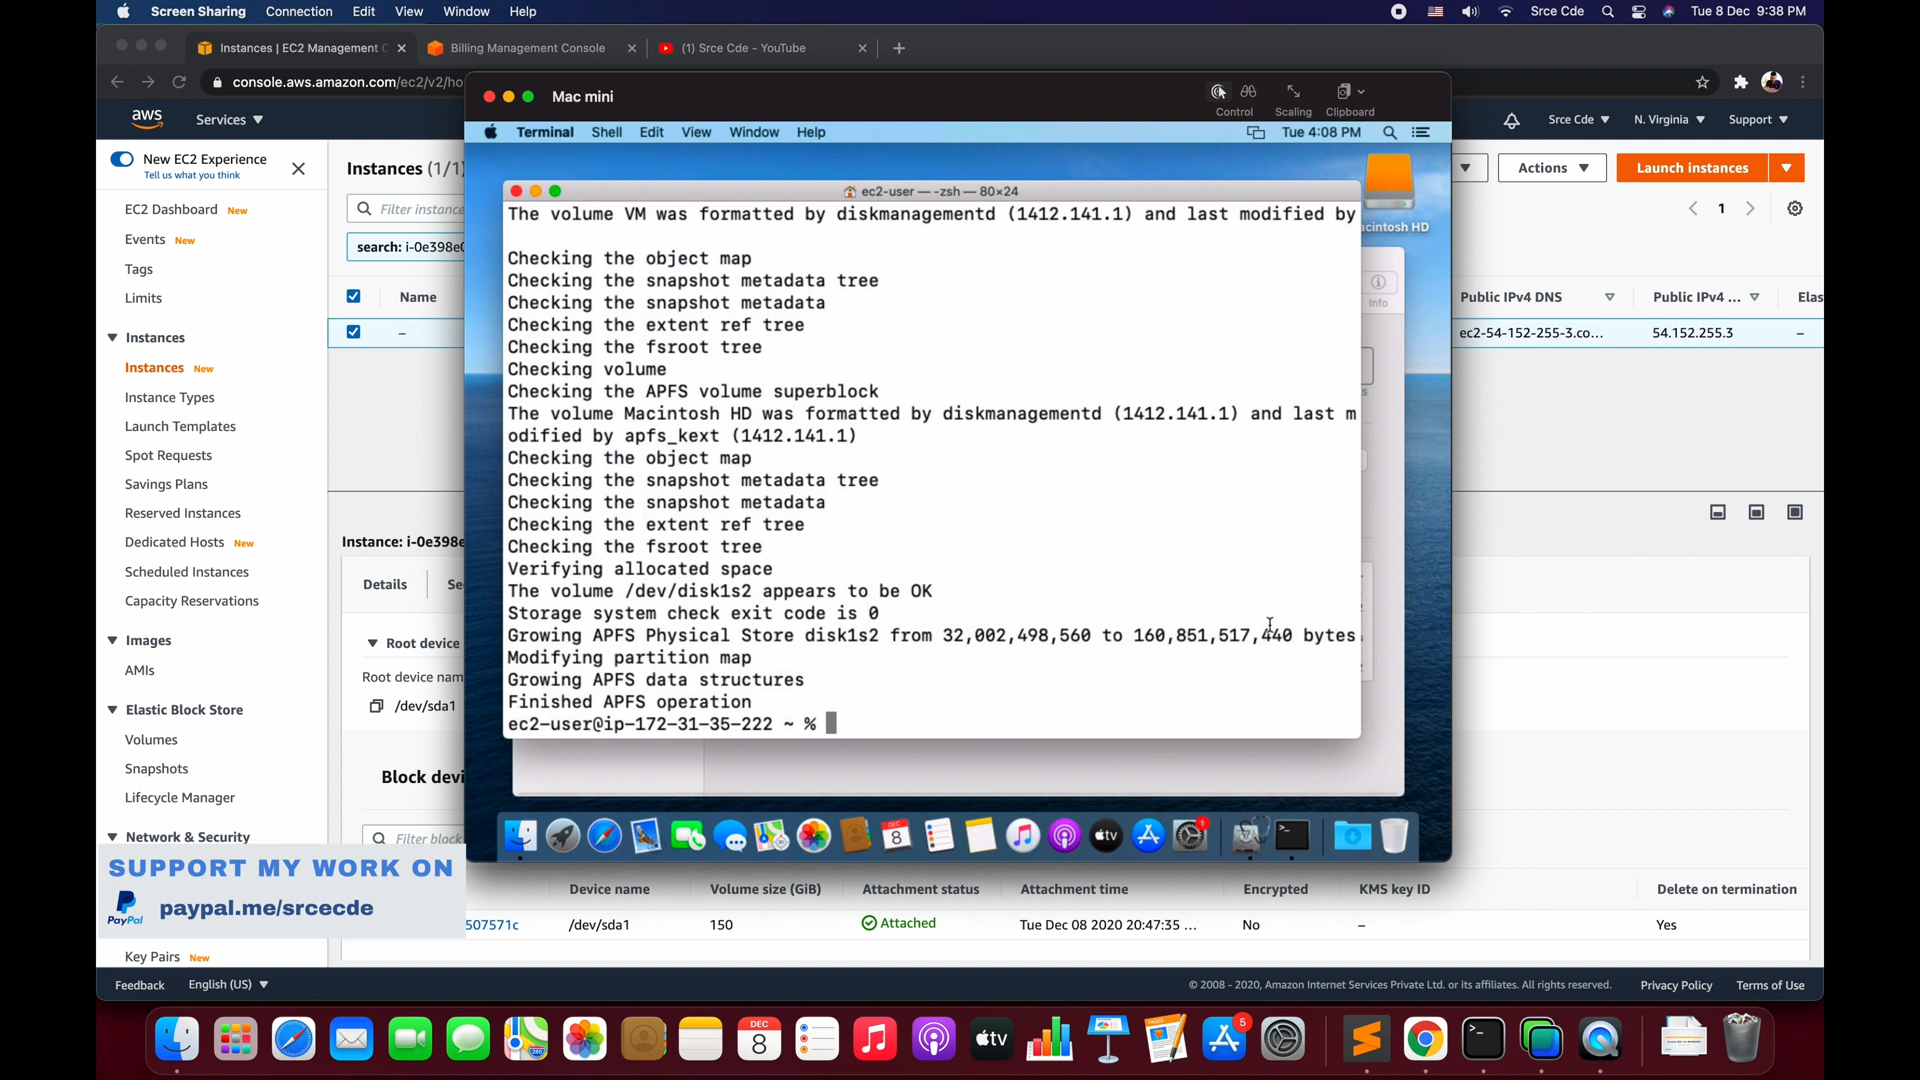 Screen Sharing Connection Edit View Window Help
Srce Cde Tue 8 Dec 9:38 PM
Instances | EC2 Management C
Billing Management Console
(1) Srce Cde - YouTube
console.aws.amazon.com/ec2/v2/ho
Mac mini
Control Scaling Clipboard
aws Services
Srce Cde N. Virginia Support
Terminal Shell Edit View Window Help
Tue 4:08 PM
New EC2 Experience
Tell us what you think
Instances (1/1)
Actions
Launch instances
Filter instance
1
search: i-0e398e
Name
Public IPv4 DNS
Public IPv4 ...
Elas
–
ec2-54-152-255-3.co...
54.152.255.3
–
EC2 Dashboard New
Events New
Tags
Limits
Instances
Instances New
Instance Types
Launch Templates
Spot Requests
Savings Plans
Reserved Instances
Dedicated Hosts New
Scheduled Instances
Capacity Reservations
Images
AMIs
Elastic Block Store
Volumes
Snapshots
Lifecycle Manager
Network & Security
Key Pairs New
acintosh HD
Info
ec2-user — -zsh — 80×24
The volume VM was formatted by diskmanagementd (1412.141.1) and last modified by
Checking the object map
Checking the snapshot metadata tree
Checking the snapshot metadata
Checking the extent ref tree
Checking the fsroot tree
Checking volume
Checking the APFS volume superblock
The volume Macintosh HD was formatted by diskmanagementd (1412.141.1) and last m
odified by apfs_kext (1412.141.1)
Checking the object map
Checking the snapshot metadata tree
Checking the snapshot metadata
Checking the extent ref tree
Checking the fsroot tree
Verifying allocated space
The volume /dev/disk1s2 appears to be OK
Storage system check exit code is 0
Growing APFS Physical Store disk1s2 from 32,002,498,560 to 160,851,517,440 bytes
Modifying partition map
Growing APFS data structures
Finished APFS operation
ec2-user@ip-172-31-35-222 ~ %
Instance: i-0e398e
Details
Se
Root device
Root device nam
/dev/sda1
Block devi
Filter block
DEC
8
tv
1
SUPPORT MY WORK ON
PayPal
paypal.me/srcecde
Device name
Volume size (GiB)
Attachment status
Attachment time
Encrypted
KMS key ID
Delete on termination
507571c
/dev/sda1
150
Attached
Tue Dec 08 2020 20:47:35 ...
No
–
Yes
Feedback English (US)
© 2008 - 2020, Amazon Internet Services Private Ltd. or its affiliates. All rights reserved.
Privacy Policy Terms of Use
DEC
8
tv
5